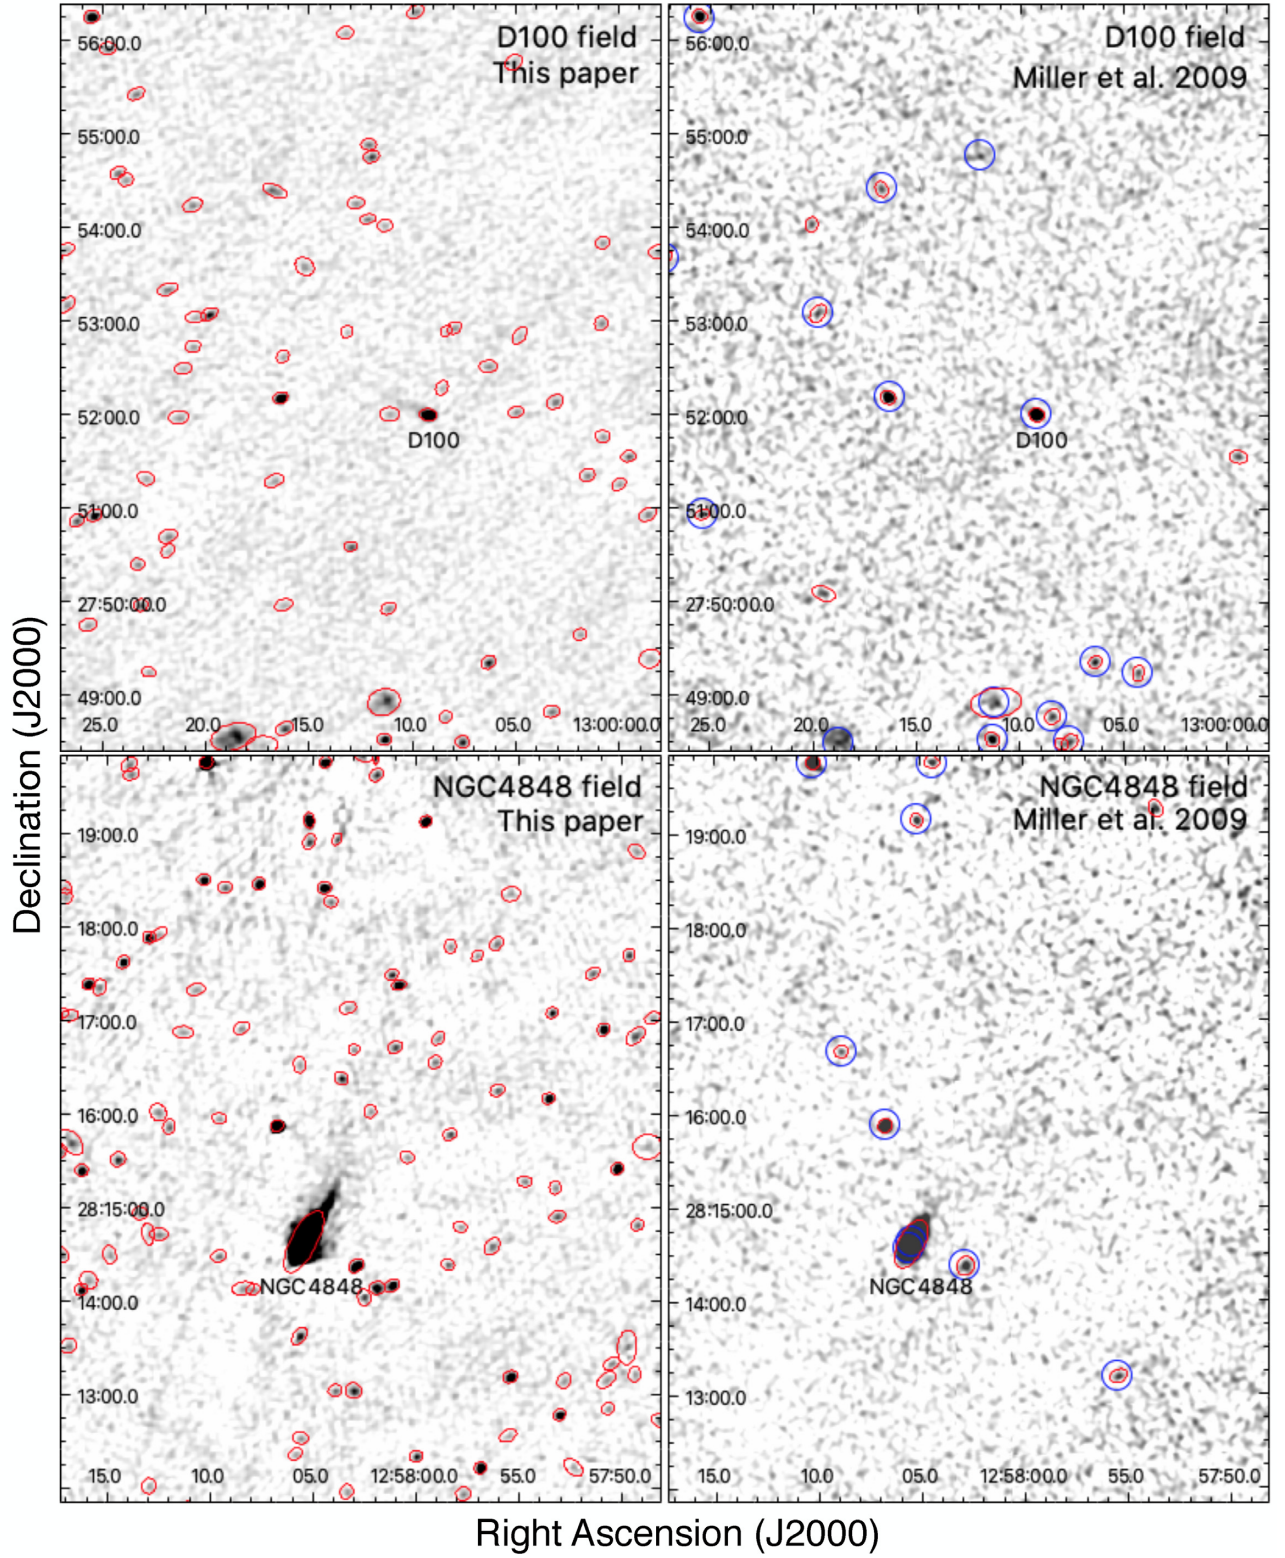 D100 field
This paper
56:00.0
55:00.0
54:00.0
53:00.0
52:00.0
D100
51:00.0
27:50:00.0
49:00.0
25.0 20.0 15.0 10.0 05.0 13:00:00.0
D100 field
Miller et al. 2009
56:00.0
55:00.0
54:00.0
53:00.0
52:00.0
D100
51:00.0
27:50:00.0
49:00.0
25.0 20.0 15.0 10.0 05.0 13:00:00.0
NGC4848 field
This paper
19:00.0
18:00.0
17:00.0
16:00.0
28:15:00.0
NGC4848
14:00.0
13:00.0
15.0 10.0 05.0 12:58:00.0 55.0 57:50.0
NGC4848 field
Miller et al. 2009
19:00.0
18:00.0
17:00.0
16:00.0
28:15:00.0
NGC4848
14:00.0
13:00.0
15.0 10.0 05.0 12:58:00.0 55.0 57:50.0
Declination (J2000)
Right Ascension (J2000)